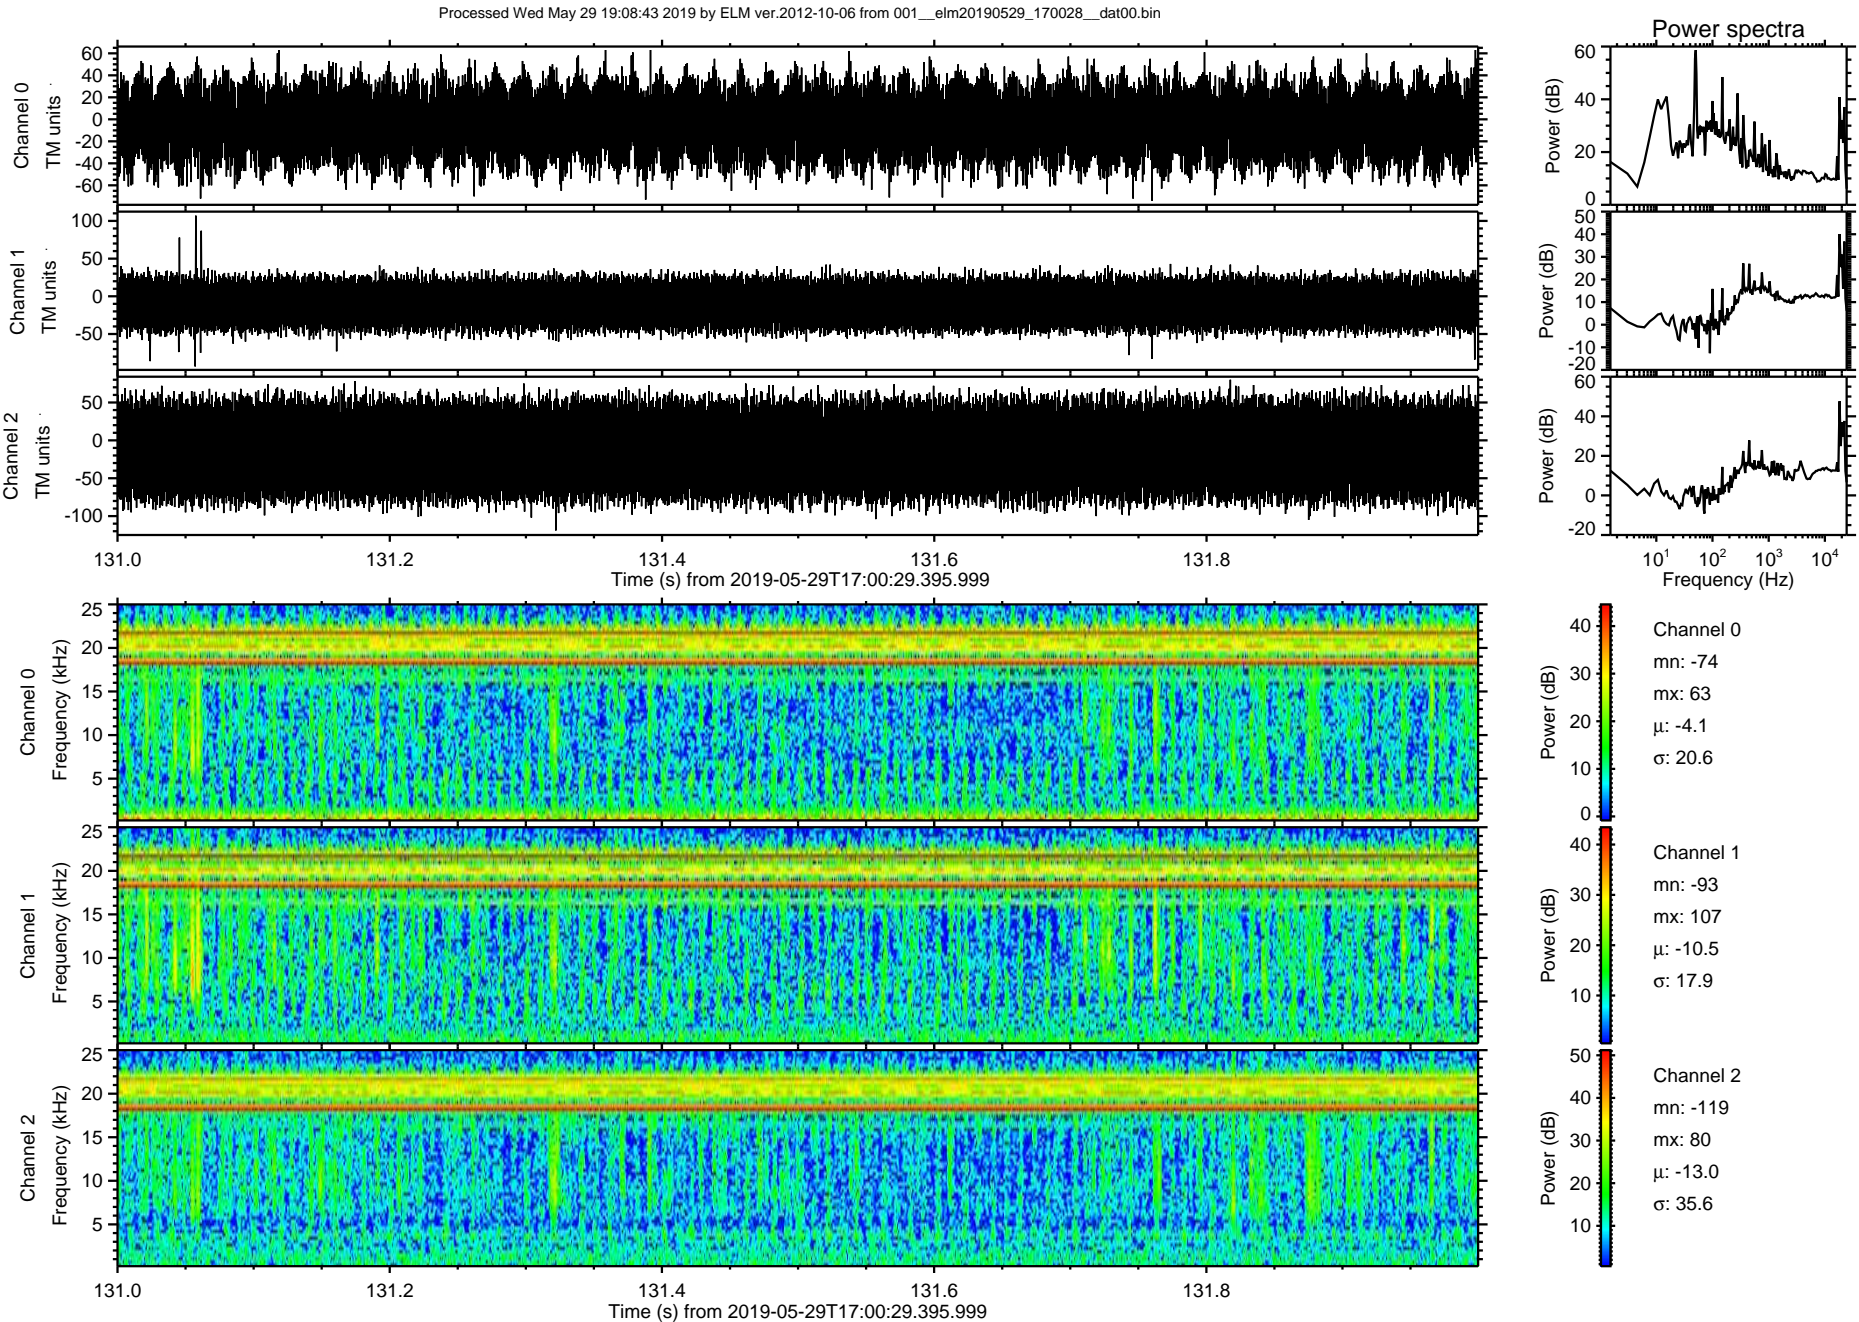 Processed Wed May 29 19:08:43 2019 by ELM ver.2012-10-06 from 001__elm20190529_170028__dat00.bin
Power spectra
Channel 0
TM units
60
40
20
0
-20
-40
-60
Power (dB)
60
40
20
0
Channel 1
TM units
100
50
0
-50
Power (dB)
50
40
30
20
10
0
-10
-20
Channel 2
TM units
50
0
-50
-100
Power (dB)
60
40
20
0
-20
131.0 131.2 131.4 131.6 131.8
Time (s) from 2019-05-29T17:00:29.395.999
10¹ 10² 10³ 10⁴
Frequency (Hz)
Channel 0
Frequency (kHz)
25
20
15
10
5
Power (dB)
40
30
20
10
0
Channel 0
mn: -74
mx: 63
μ: -4.1
σ: 20.6
Channel 1
Frequency (kHz)
25
20
15
10
5
Power (dB)
40
30
20
10
Channel 1
mn: -93
mx: 107
μ: -10.5
σ: 17.9
Channel 2
Frequency (kHz)
25
20
15
10
5
Power (dB)
50
40
30
20
10
Channel 2
mn: -119
mx: 80
μ: -13.0
σ: 35.6
131.0 131.2 131.4 131.6 131.8
Time (s) from 2019-05-29T17:00:29.395.999